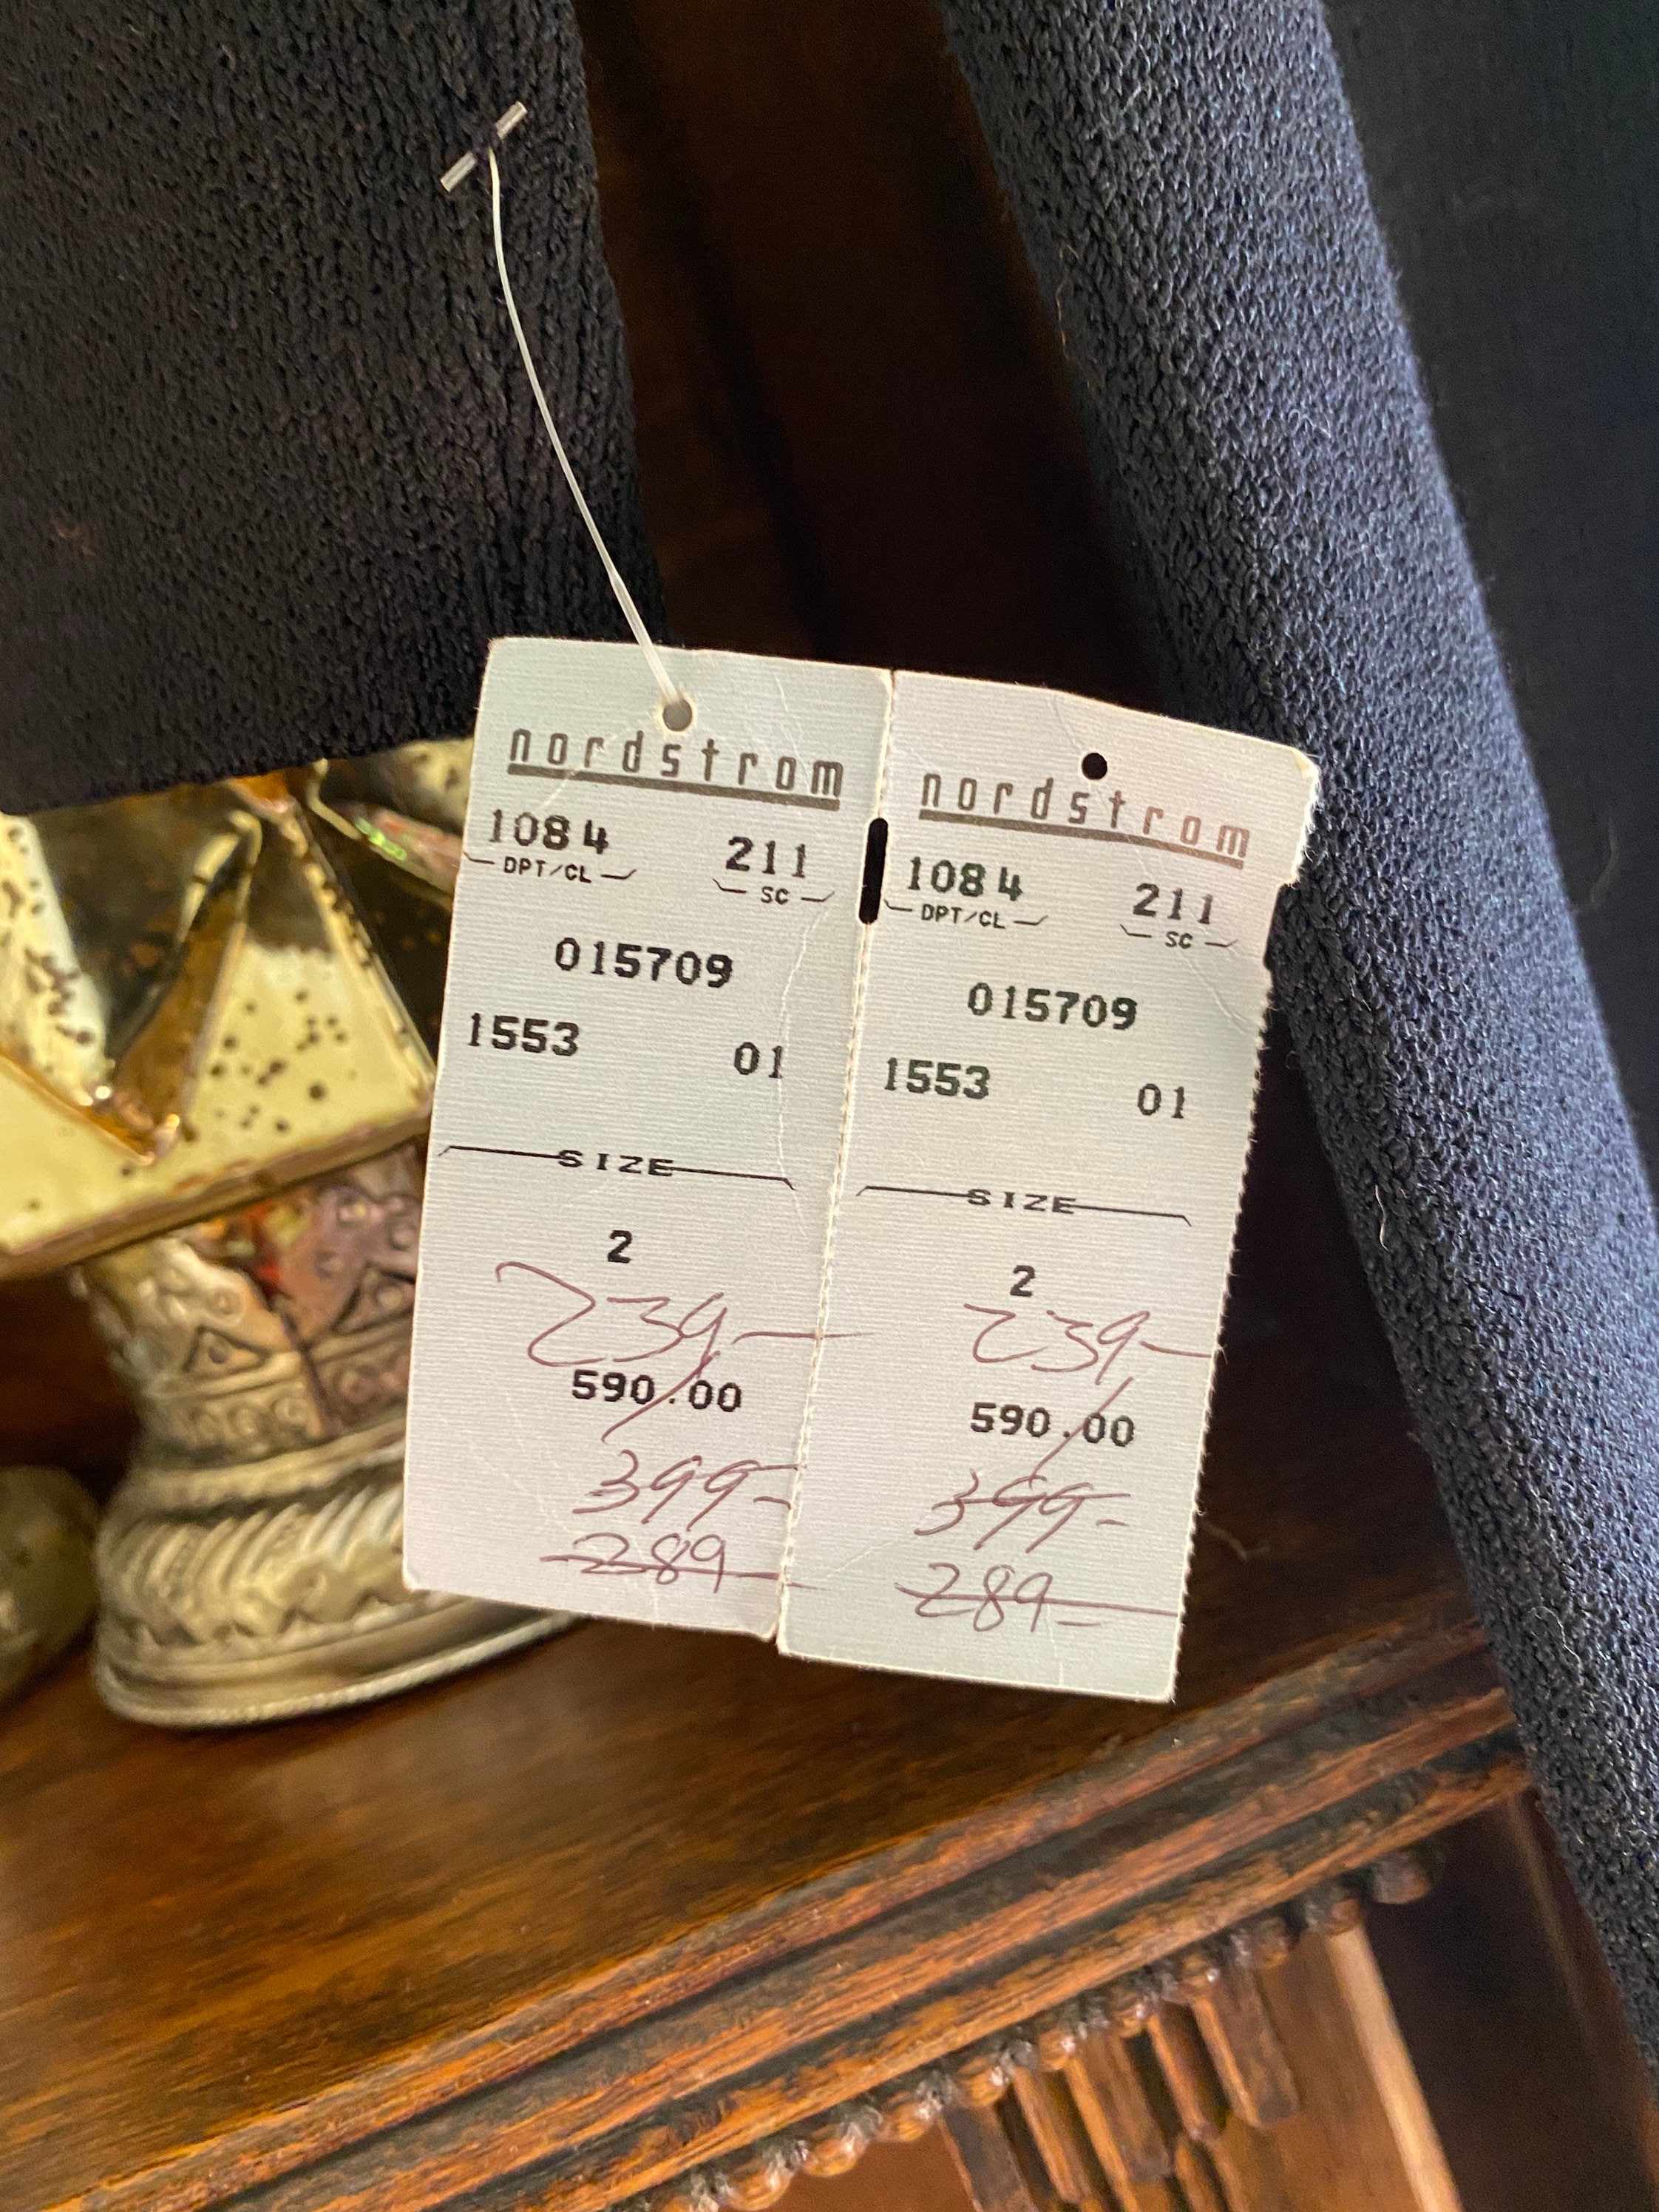 nordstrom
1084 211
DPT/CL SC
015709
1553 01
SIZE
2
239-
590.00
399-
289-
nordstrom
1084 211
DPT/CL SC
015709
1553 01
SIZE
2
239-
590.00
399-
289-